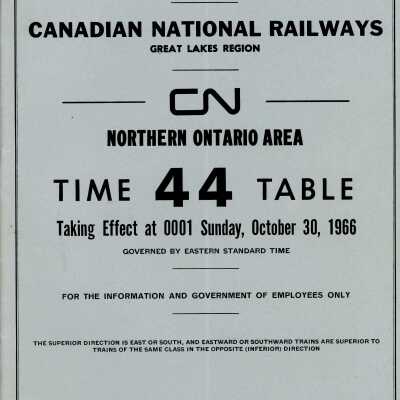 CANADIAN NATIONAL RAILWAYS
GREAT LAKES REGION
CN
NORTHERN ONTARIO AREA
TIME 44 TABLE
Taking Effect at 0001 Sunday, October 30, 1966
GOVERNED BY EASTERN STANDARD TIME
FOR THE INFORMATION AND GOVERNMENT OF EMPLOYEES ONLY
THE SUPERIOR DIRECTION IS EAST OR SOUTH, AND EASTWARD OR SOUTHWARD TRAINS ARE SUPERIOR TO
TRAINS OF THE SAME CLASS IN THE OPPOSITE (INFERIOR) DIRECTION